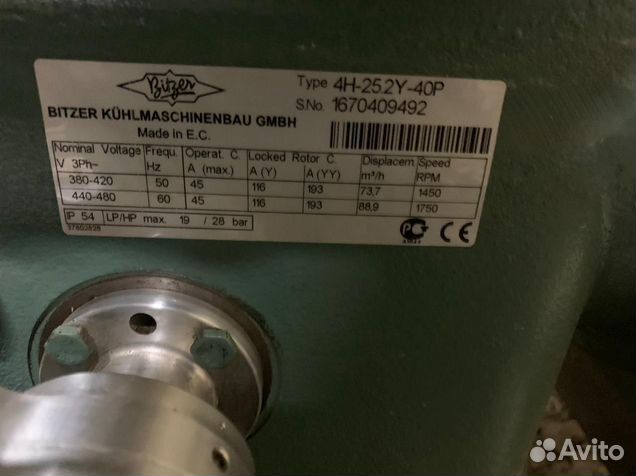 Bitzer
Type 4H-25.2Y-40P
S.No. 1670409492
BITZER KÜHLMASCHINENBAU GMBH
Made in E.C.
Nominal Voltage Frequ. Operat. C. Locked Rotor C. Displacem. Speed
V 3Ph~ Hz A (max.) A (Y) A (YY) m³/h RPM
380-420 50 45 116 193 73,7 1450
440-480 60 45 116 193 88,9 1750
IP 54 LP/HP max. 19 / 28 bar
CE
Avito